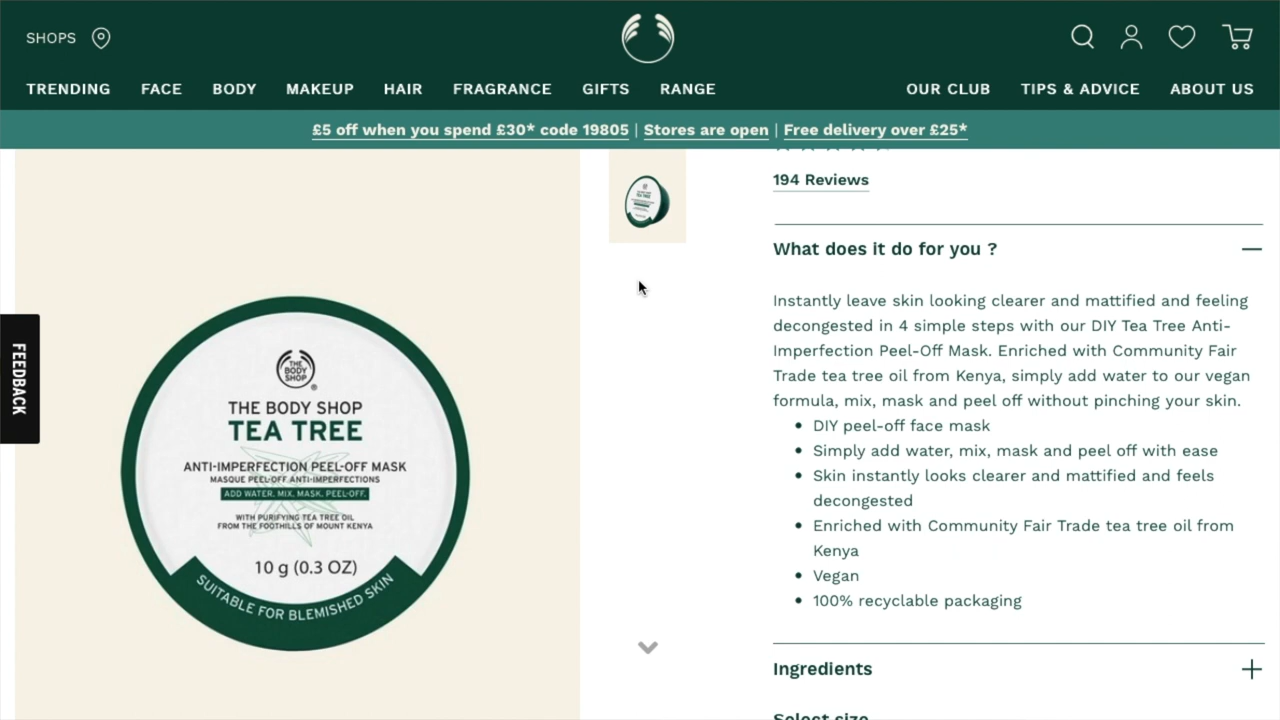 SHOPS
TRENDING FACE BODY MAKEUP HAIR FRAGRANCE GIFTS RANGE OUR CLUB TIPS & ADVICE ABOUT US
£5 off when you spend £30* code 19805 | Stores are open | Free delivery over £25*
194 Reviews
What does it do for you ?
Instantly leave skin looking clearer and mattified and feeling
decongested in 4 simple steps with our DIY Tea Tree Anti-
Imperfection Peel-Off Mask. Enriched with Community Fair
Trade tea tree oil from Kenya, simply add water to our vegan
formula, mix, mask and peel off without pinching your skin.
• DIY peel-off face mask
• Simply add water, mix, mask and peel off with ease
• Skin instantly looks clearer and mattified and feels
decongested
• Enriched with Community Fair Trade tea tree oil from
Kenya
• Vegan
• 100% recyclable packaging
Ingredients
Select size
FEEDBACK
THE
BODY
SHOP
®
THE BODY SHOP
TEA TREE
ANTI-IMPERFECTION PEEL-OFF MASK
MASQUE PEEL-OFF ANTI-IMPERFECTIONS
ADD WATER. MIX. MASK. PEEL-OFF.
WITH PURIFYING TEA TREE OIL
FROM THE FOOTHILLS OF MOUNT KENYA
10 g (0.3 OZ)
SUITABLE FOR BLEMISHED SKIN
TEA TREE